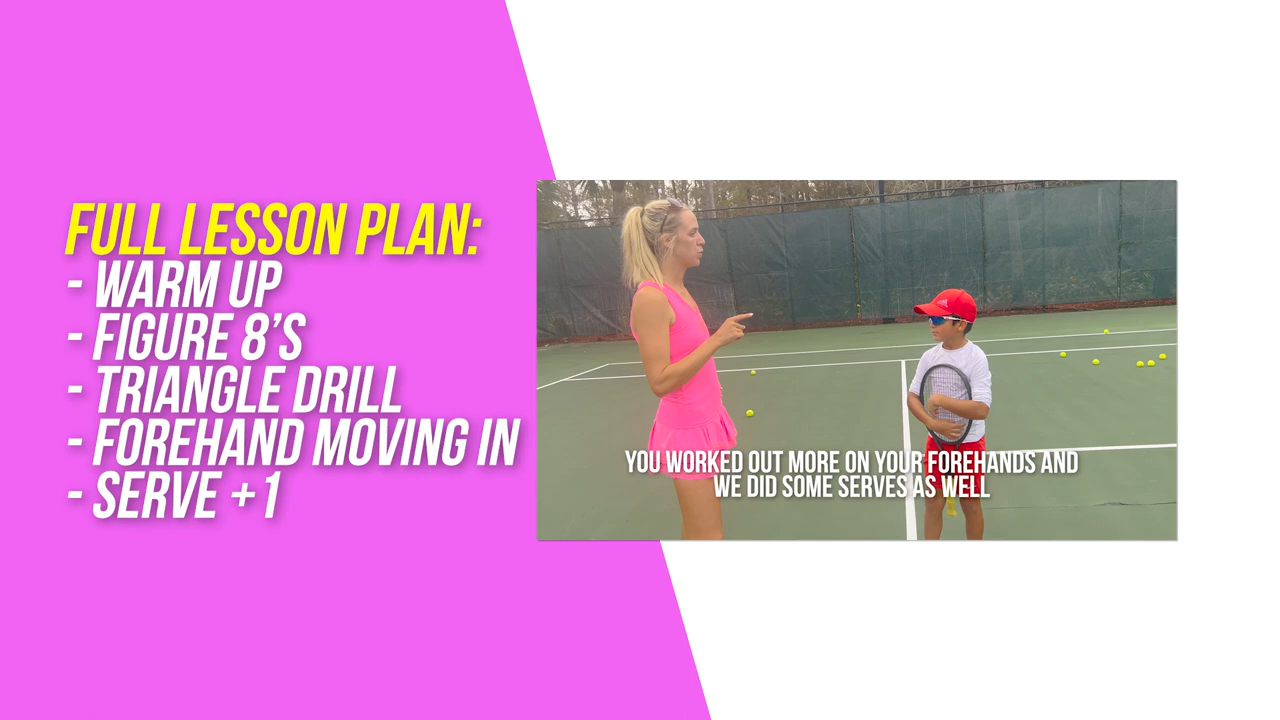 FULL LESSON PLAN:
- WARM UP
- FIGURE 8'S
- TRIANGLE DRILL
- FOREHAND MOVING IN
- SERVE +1
YOU WORKED OUT MORE ON YOUR FOREHANDS AND
WE DID SOME SERVES AS WELL